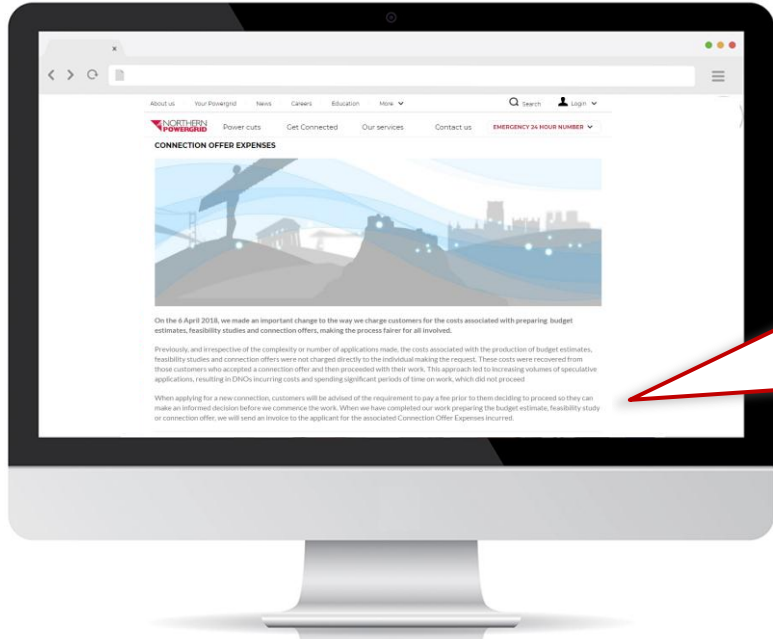 x
About us Your Powergrid News Careers Education More Search Login
NORTHERN
POWERGRID
Power cuts Get Connected Our services Contact us EMERGENCY 24 HOUR NUMBER
CONNECTION OFFER EXPENSES
On the 6 April 2018, we made an important change to the way we charge customers for the costs associated with preparing budget
estimates, feasibility studies and connection offers, making the process fairer for all involved.
Previously, and irrespective of the complexity or number of applications made, the costs associated with the production of budget estimates,
feasibility studies and connection offers were not charged directly to the individual making the request. These costs were recovered from
those customers who accepted a connection offer and then proceeded with their work. This approach led to increasing volumes of speculative
applications, resulting in DNOs incurring costs and spending significant periods of time on work, which did not proceed
When applying for a new connection, customers will be advised of the requirement to pay a fee prior to them deciding to proceed so they can
make an informed decision before we commence the work. When we have completed our work preparing the budget estimate, feasibility study
or connection offer, we will send an invoice to the applicant for the associated Connection Offer Expenses incurred.